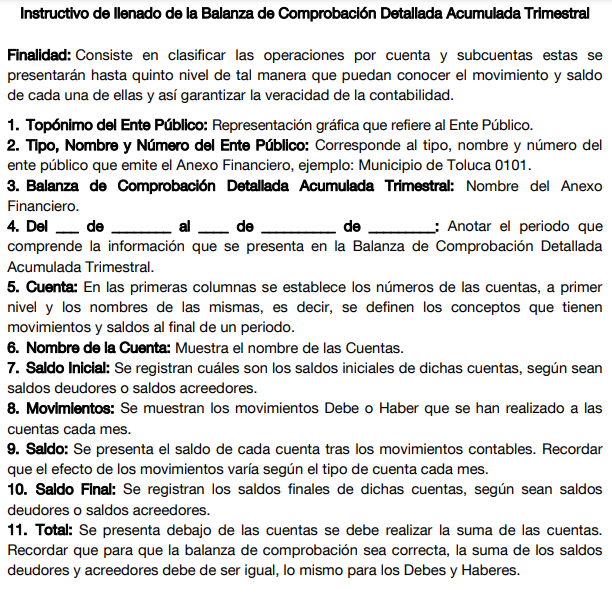 Instructivo de llenado de la Balanza de Comprobación Detallada Acumulada Trimestral
Finalidad: Consiste en clasificar las operaciones por cuenta y subcuentas estas se
presentarán hasta quinto nivel de tal manera que puedan conocer el movimiento y saldo
de cada una de ellas y así garantizar la veracidad de la contabilidad.
1. Topónimo del Ente Público: Representación gráfica que refiere al Ente Público.
2. Tipo, Nombre y Número del Ente Público: Corresponde al tipo, nombre y número del
ente público que emite el Anexo Financiero, ejemplo: Municipio de Toluca 0101.
3. Balanza de Comprobación Detallada Acumulada Trimestral: Nombre del Anexo
Financiero.
4. Del ___ de ________ al ____ de __________ de _________: Anotar el periodo que
comprende la información que se presenta en la Balanza de Comprobación Detallada
Acumulada Trimestral.
5. Cuenta: En las primeras columnas se establece los números de las cuentas, a primer
nivel y los nombres de las mismas, es decir, se definen los conceptos que tienen
movimientos y saldos al final de un periodo.
6. Nombre de la Cuenta: Muestra el nombre de las Cuentas.
7. Saldo Inicial: Se registran cuáles son los saldos iniciales de dichas cuentas, según sean
saldos deudores o saldos acreedores.
8. Movimientos: Se muestran los movimientos Debe o Haber que se han realizado a las
cuentas cada mes.
9. Saldo: Se presenta el saldo de cada cuenta tras los movimientos contables. Recordar
que el efecto de los movimientos varía según el tipo de cuenta cada mes.
10. Saldo Final: Se registran los saldos finales de dichas cuentas, según sean saldos
deudores o saldos acreedores.
11. Total: Se presenta debajo de las cuentas se debe realizar la suma de las cuentas.
Recordar que para que la balanza de comprobación sea correcta, la suma de los saldos
deudores y acreedores debe de ser igual, lo mismo para los Debes y Haberes.